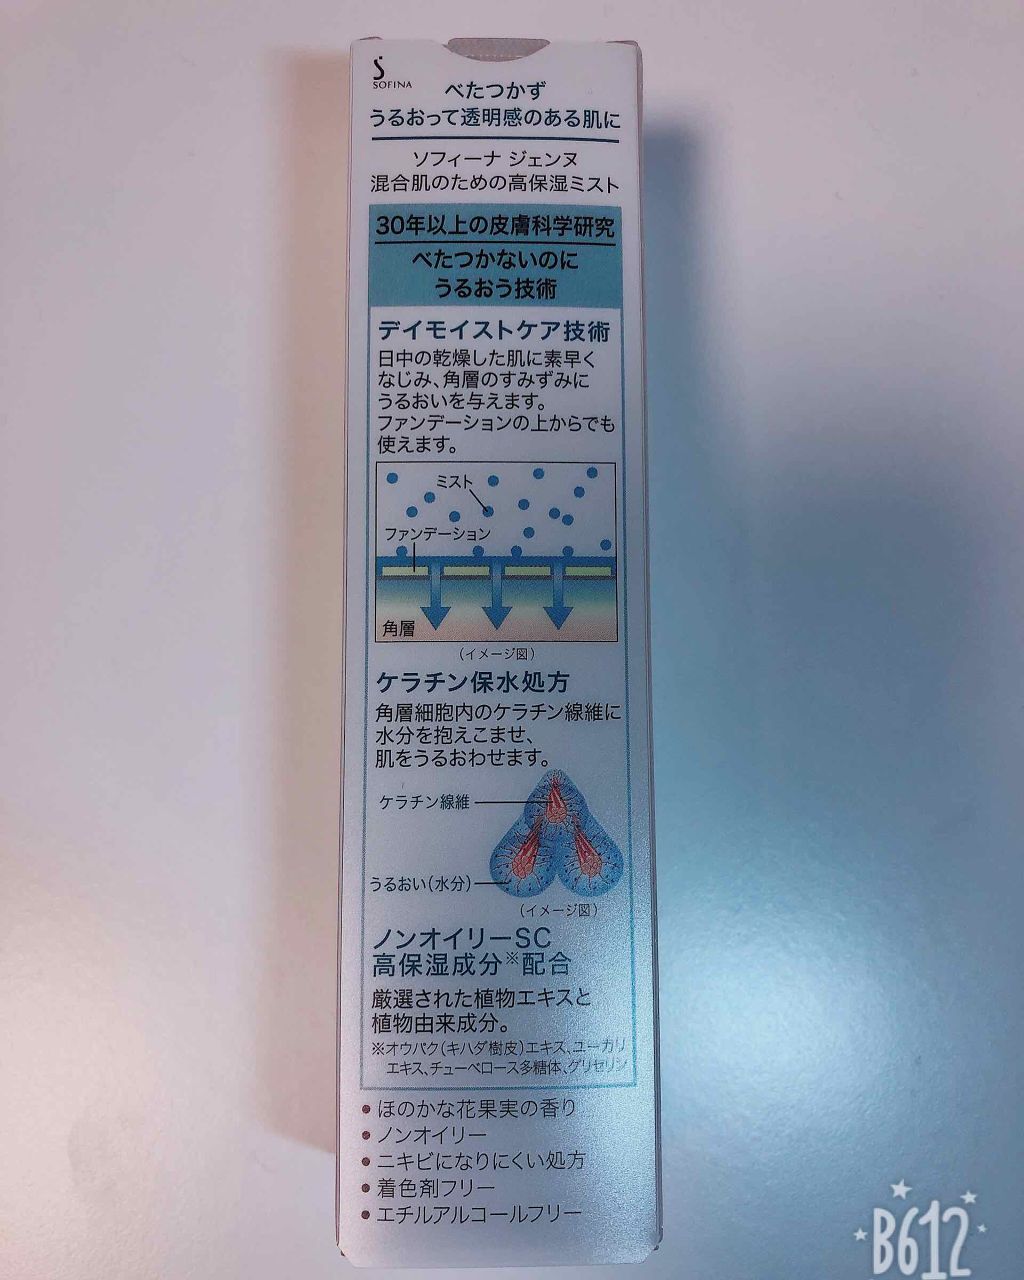 SOFINA
べたつかず
うるおって透明感のある肌に
ソフィーナ ジェンヌ
混合肌のための高保湿ミスト
30年以上の皮膚科学研究
べたつかないのに
うるおう技術
デイモイストケア技術
日中の乾燥した肌に素早く
なじみ、角層のすみずみに
うるおいを与えます。
ファンデーションの上からでも
使えます。
ミスト
ファンデーション
角層
(イメージ図)
ケラチン保水処方
角層細胞内のケラチン線維に
水分を抱えこませ、
肌をうるおわせます。
ケラチン線維
うるおい(水分)
(イメージ図)
ノンオイリーSC
高保湿成分※配合
厳選された植物エキスと
植物由来成分。
※オウバク(キハダ樹皮)エキス、ユーカリ
エキス、チューベロース多糖体、グリセリン
• ほのかな花果実の香り
• ノンオイリー
• ニキビになりにくい処方
• 着色剤フリー
• エチルアルコールフリー
B612